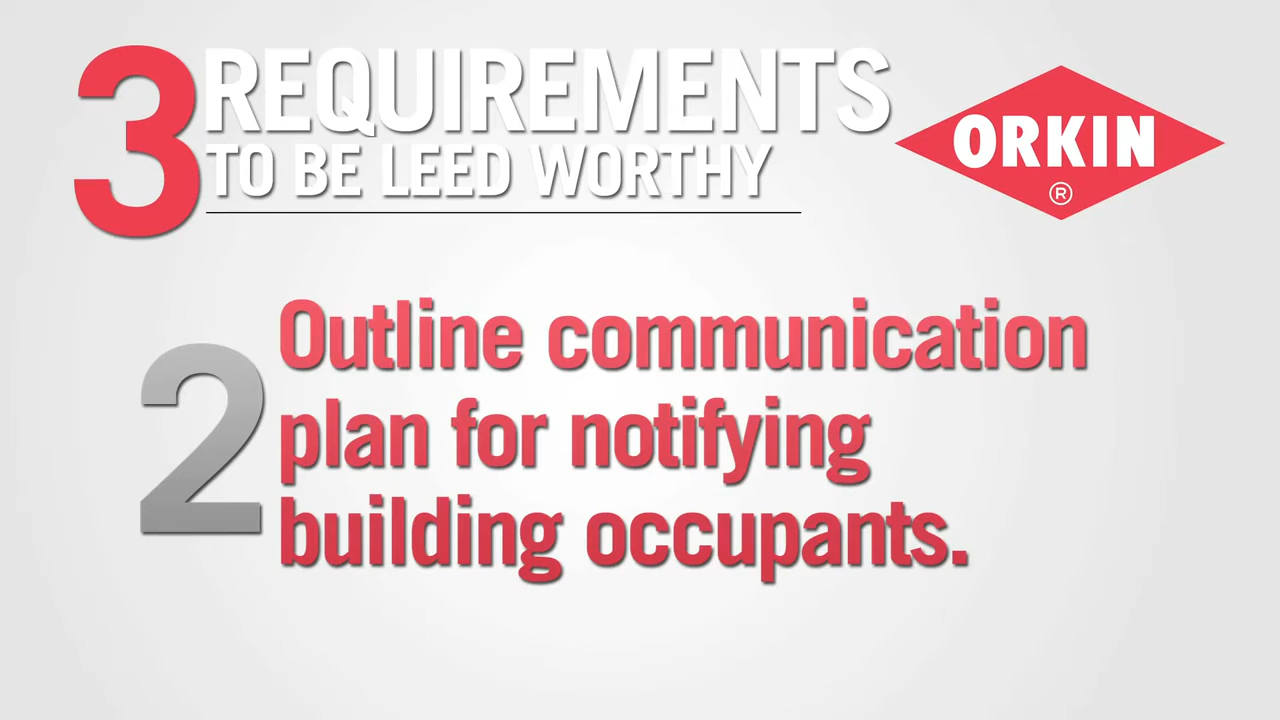 3 REQUIREMENTS
TO BE LEED WORTHY
ORKIN
®
2 Outline communication
plan for notifying
building occupants.